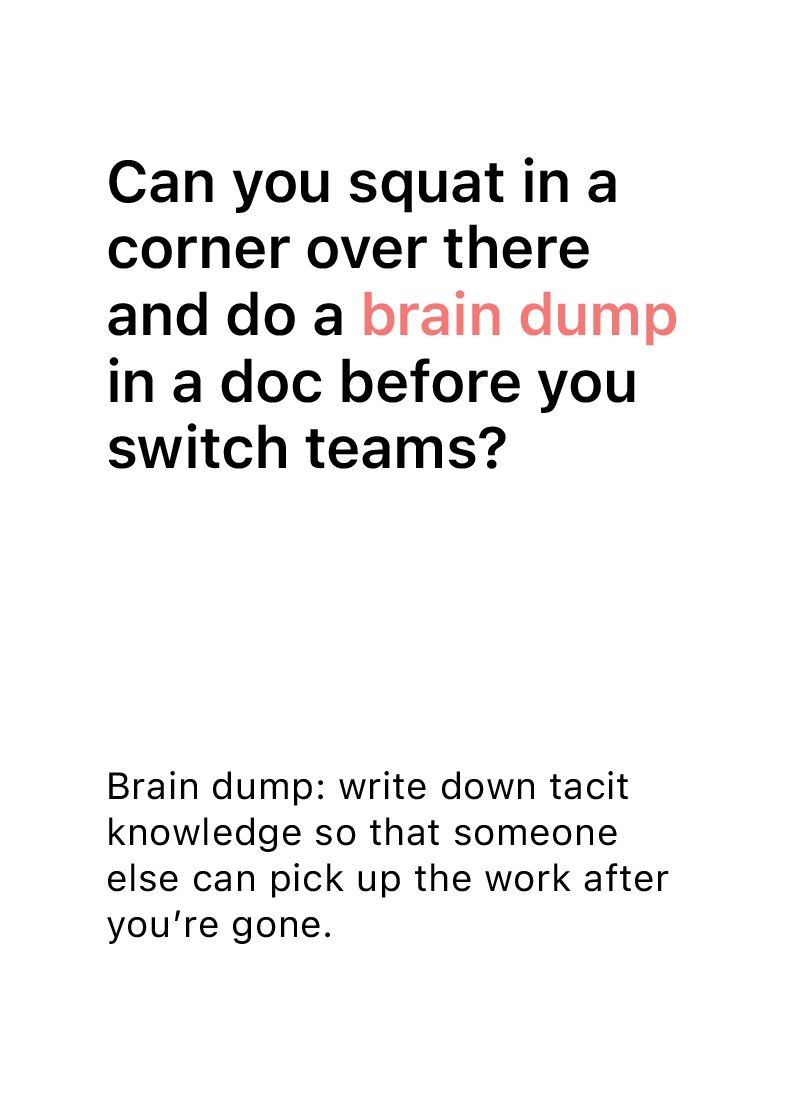 Can you squat in a
corner over there
and do a brain dump
in a doc before you
switch teams?
Brain dump: write down tacit
knowledge so that someone
else can pick up the work after
you’re gone.